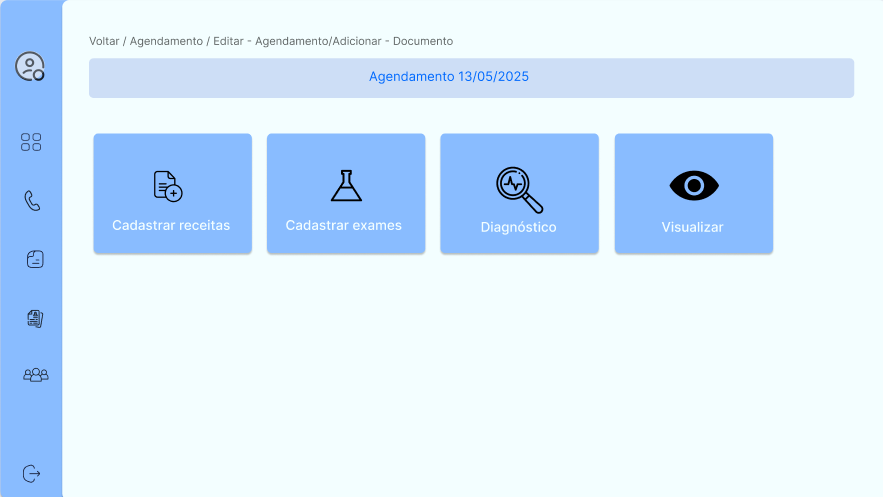 Voltar / Agendamento / Editar - Agendamento/Adicionar - Documento
Agendamento 13/05/2025
Cadastrar receitas
Cadastrar exames
Diagnóstico
Visualizar